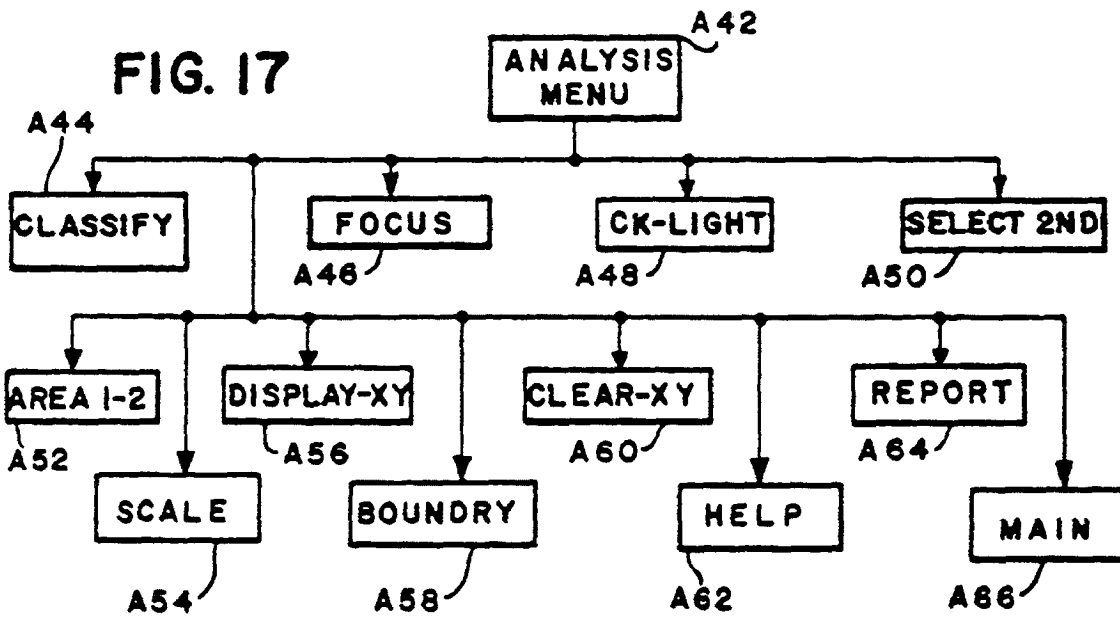 FIG. 17
A42
ANALYSIS
MENU
A44
CLASSIFY
FOCUS
CK-LIGHT
SELECT 2ND
A46
A48
A50
AREA 1-2
DISPLAY-XY
CLEAR-XY
REPORT
A52
A56
A60
A64
SCALE
BOUNDRY
HELP
MAIN
A54
A58
A62
A66